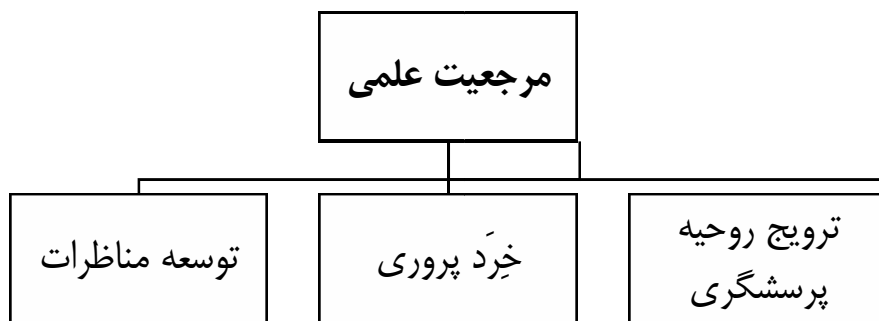 مرجعیت علمی
ترویج روحیه
پرسشگری
خِرَد پروری
توسعه مناظرات